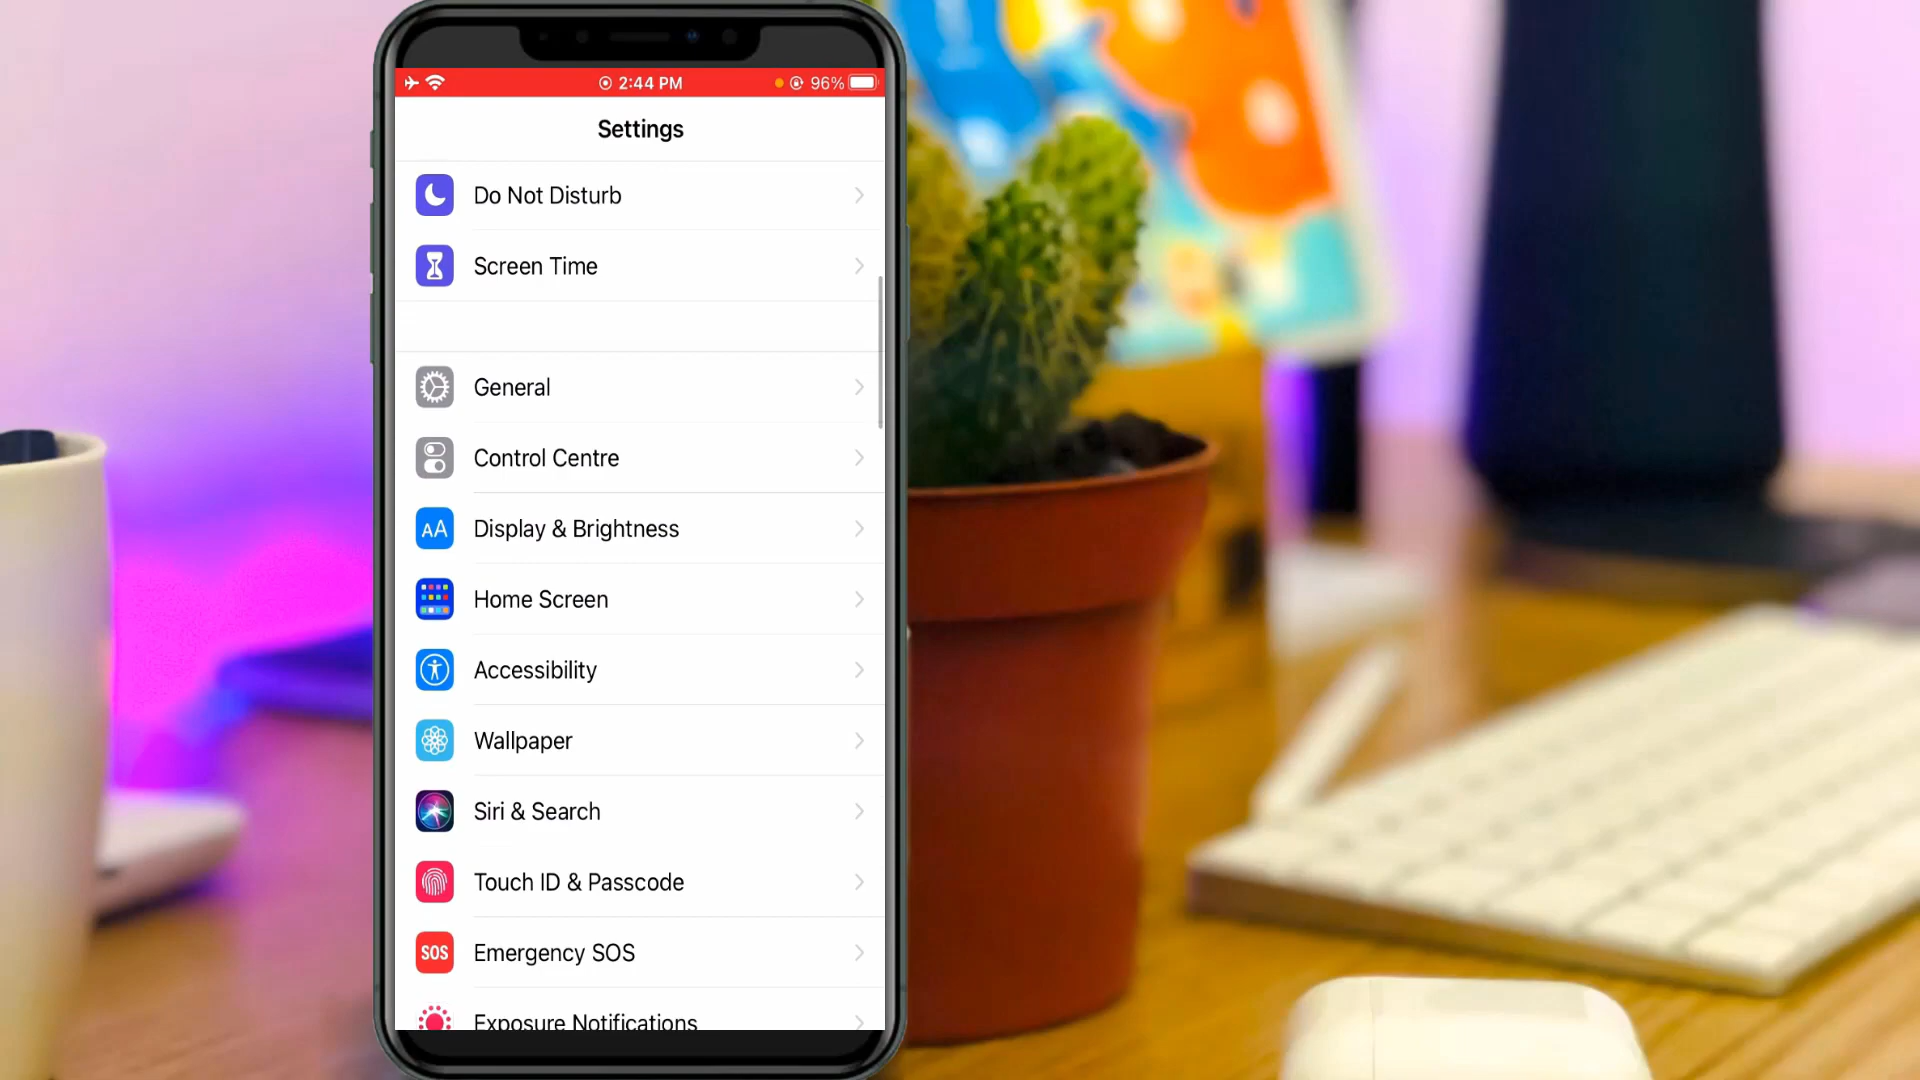 2:44 PM
96%
Settings
Do Not Disturb
Screen Time
General
Control Centre
AA
Display & Brightness
Home Screen
Accessibility
Wallpaper
Siri & Search
Touch ID & Passcode
SOS
Emergency SOS
Exposure Notifications